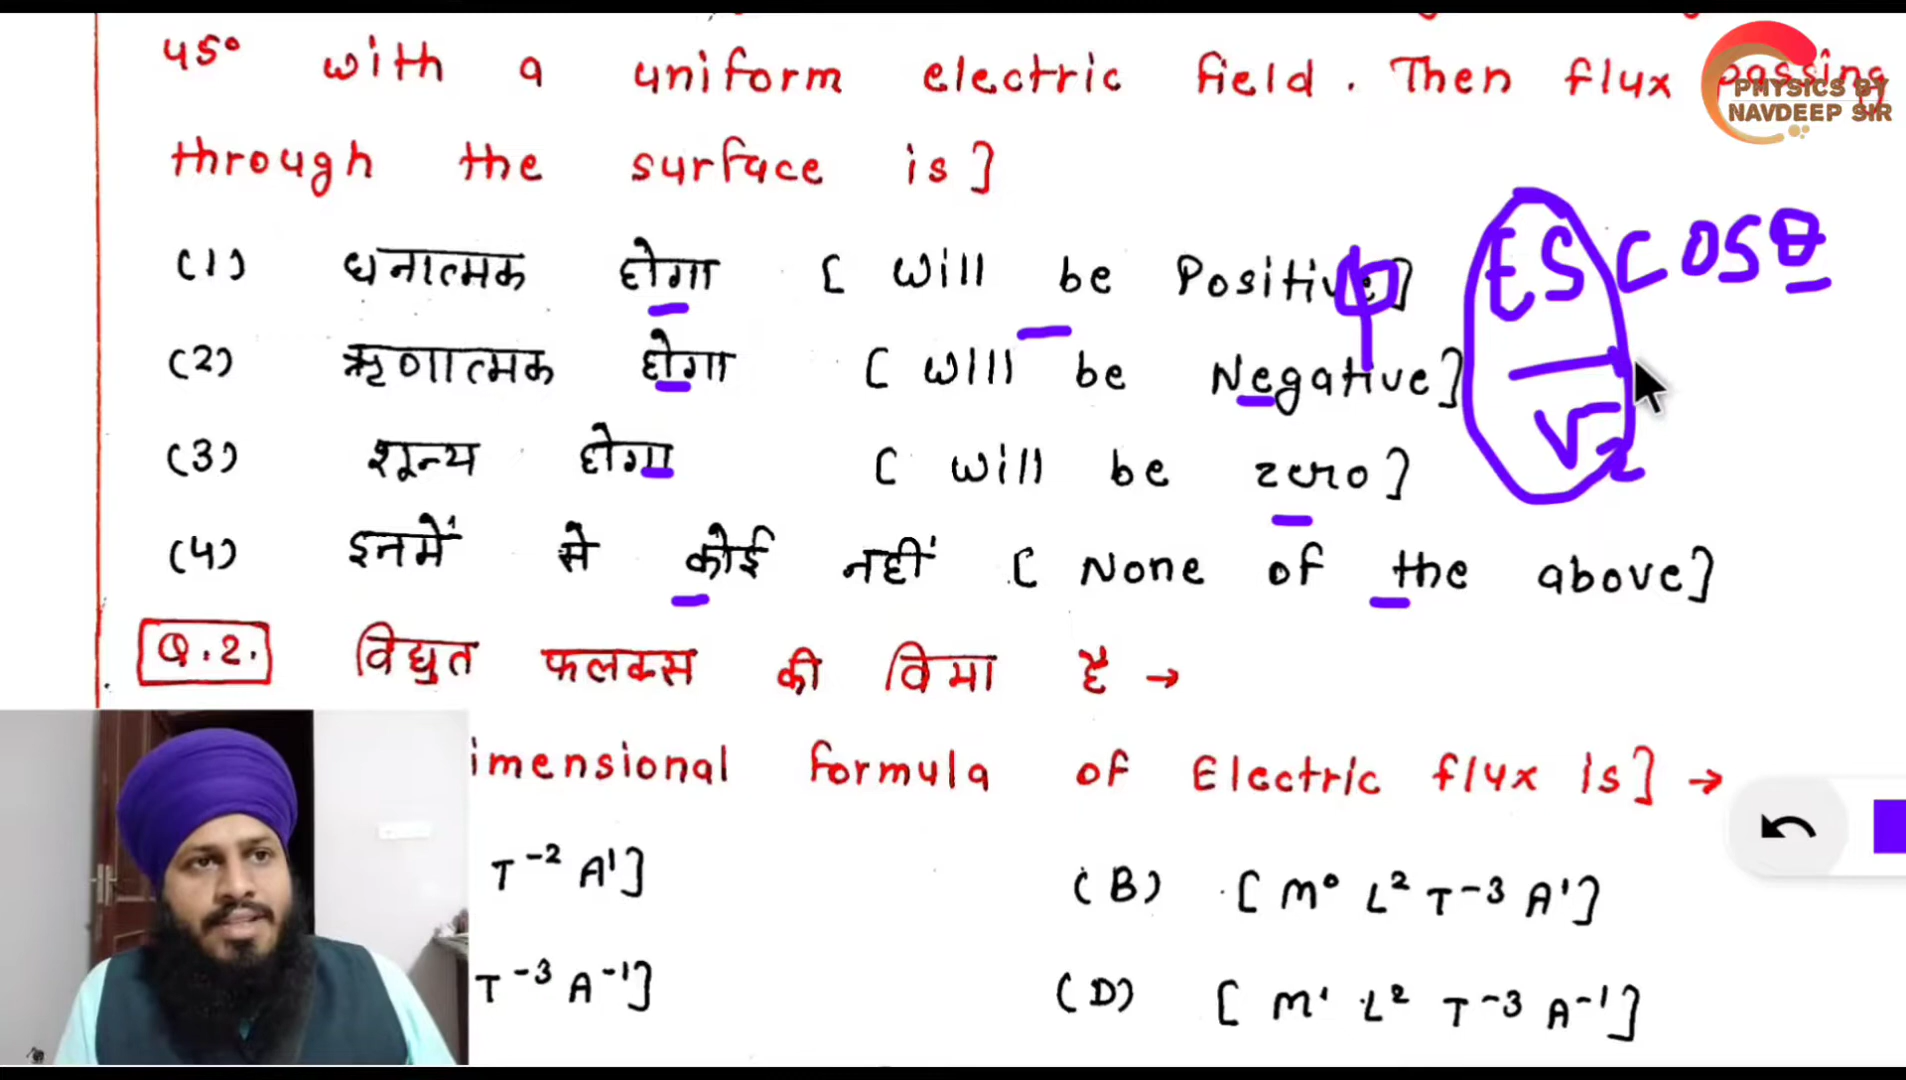 45° with a uniform electric field. Then flux passing
through the surface is]
PHYSICS BY
NAVDEEP SIR
(1) धनात्मक होगा [ will be Positive]
(2) ऋणात्मक होगा [ will be Negative]
(3) शून्य होगा [ will be zero]
(4) इनमें से कोई नहीं [ None of the above]
ϕ ES cosθ
ES/√2
Q.2. विद्युत फलक्स की विमा है →
imensional formula of Electric flux is] →
T⁻² A¹]
(B) [ M⁰ L² T⁻³ A¹]
T⁻³ A⁻¹]
(D) [ M¹ L² T⁻³ A⁻¹]